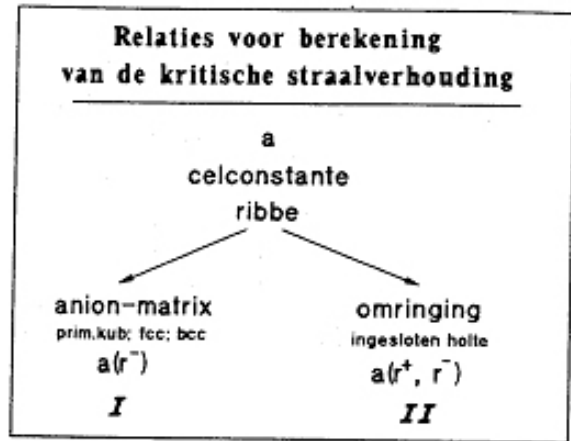 Relaties voor berekening
van de kritische straalverhouding
a
celconstante
ribbe
anion-matrix
prim.kub; fcc; bcc
a(r⁻)
I
omringing
ingesloten holte
a(r⁺, r⁻)
II